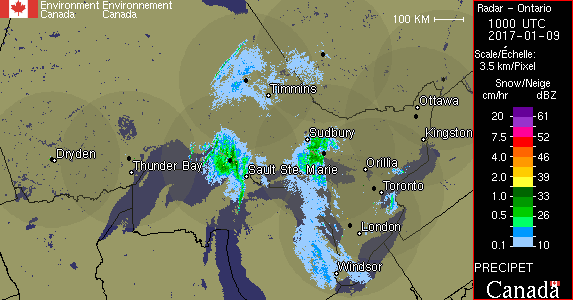 Environment Environnement
Canada Canada
100 KM
Timmins
Ottawa
Sudbury
Kingston
Dryden
Thunder Bay
Sault Ste. Marie
Orillia
Toronto
London
Windsor
Radar - Ontario
1000 UTC
2017-01-09
Scale/Échelle:
3.5 km/Pixel
Snow/Neige
cm/hr dBZ
20 61
7.5 52
4.0 46
2.0 39
1.0 33
0.5 26
0.1 10
PRECIPET
Canada